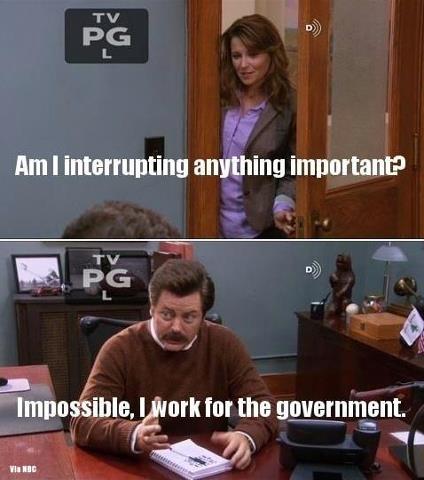 TV
PG
L
D
Am I interrupting anything important?
TV
PG
L
D
Impossible, I work for the government.
Via NBC